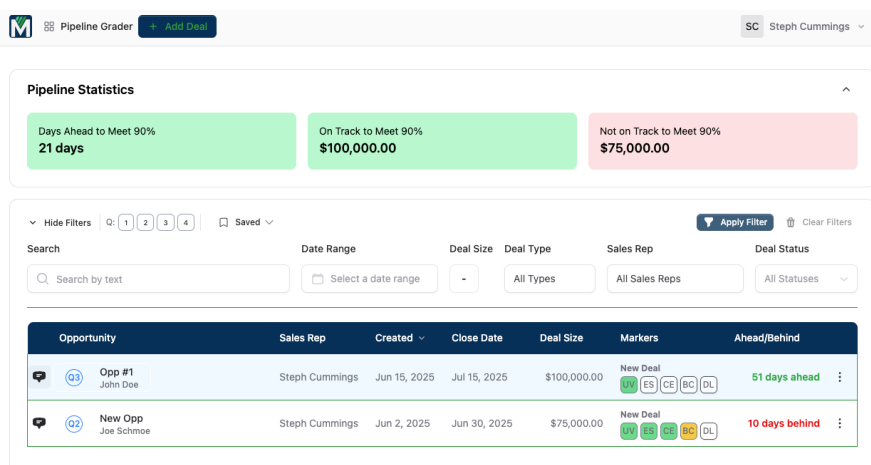 M Pipeline Grader + Add Deal SC Steph Cummings
Pipeline Statistics
Days Ahead to Meet 90% On Track to Meet 90% Not on Track to Meet 90%
21 days $100,000.00 $75,000.00
Hide Filters Q: 1 2 3 4 Saved Apply Filter Clear Filters
Search Date Range Deal Size Deal Type Sales Rep Deal Status
Search by text Select a date range - All Types All Sales Reps All Statuses
Opportunity Sales Rep Created Close Date Deal Size Markers Ahead/Behind
New Deal
Q3 Opp #1 Steph Cummings Jun 15, 2025 Jul 15, 2025 $100,000.00 51 days ahead
John Doe UV ES CE BC DL
New Deal
Q2 New Opp Steph Cummings Jun 2, 2025 Jun 30, 2025 $75,000.00 10 days behind
Joe Schmoe UV ES CE BC DL